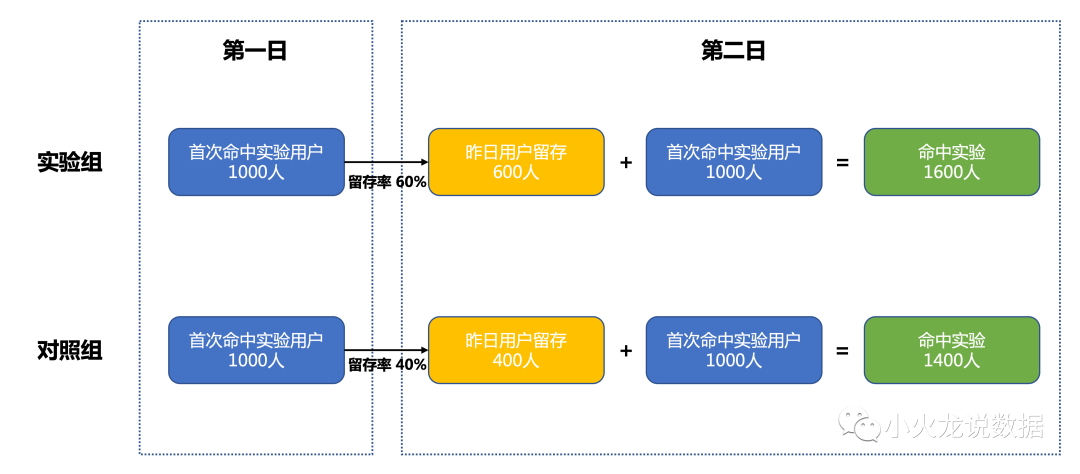 第一日
第二日
实验组
首次命中实验用户
1000人
留存率 60%
昨日用户留存
600人
+
首次命中实验用户
1000人
=
命中实验
1600人
对照组
首次命中实验用户
1000人
留存率 40%
昨日用户留存
400人
+
首次命中实验用户
1000人
=
命中实验
1400人
小火龙说数据